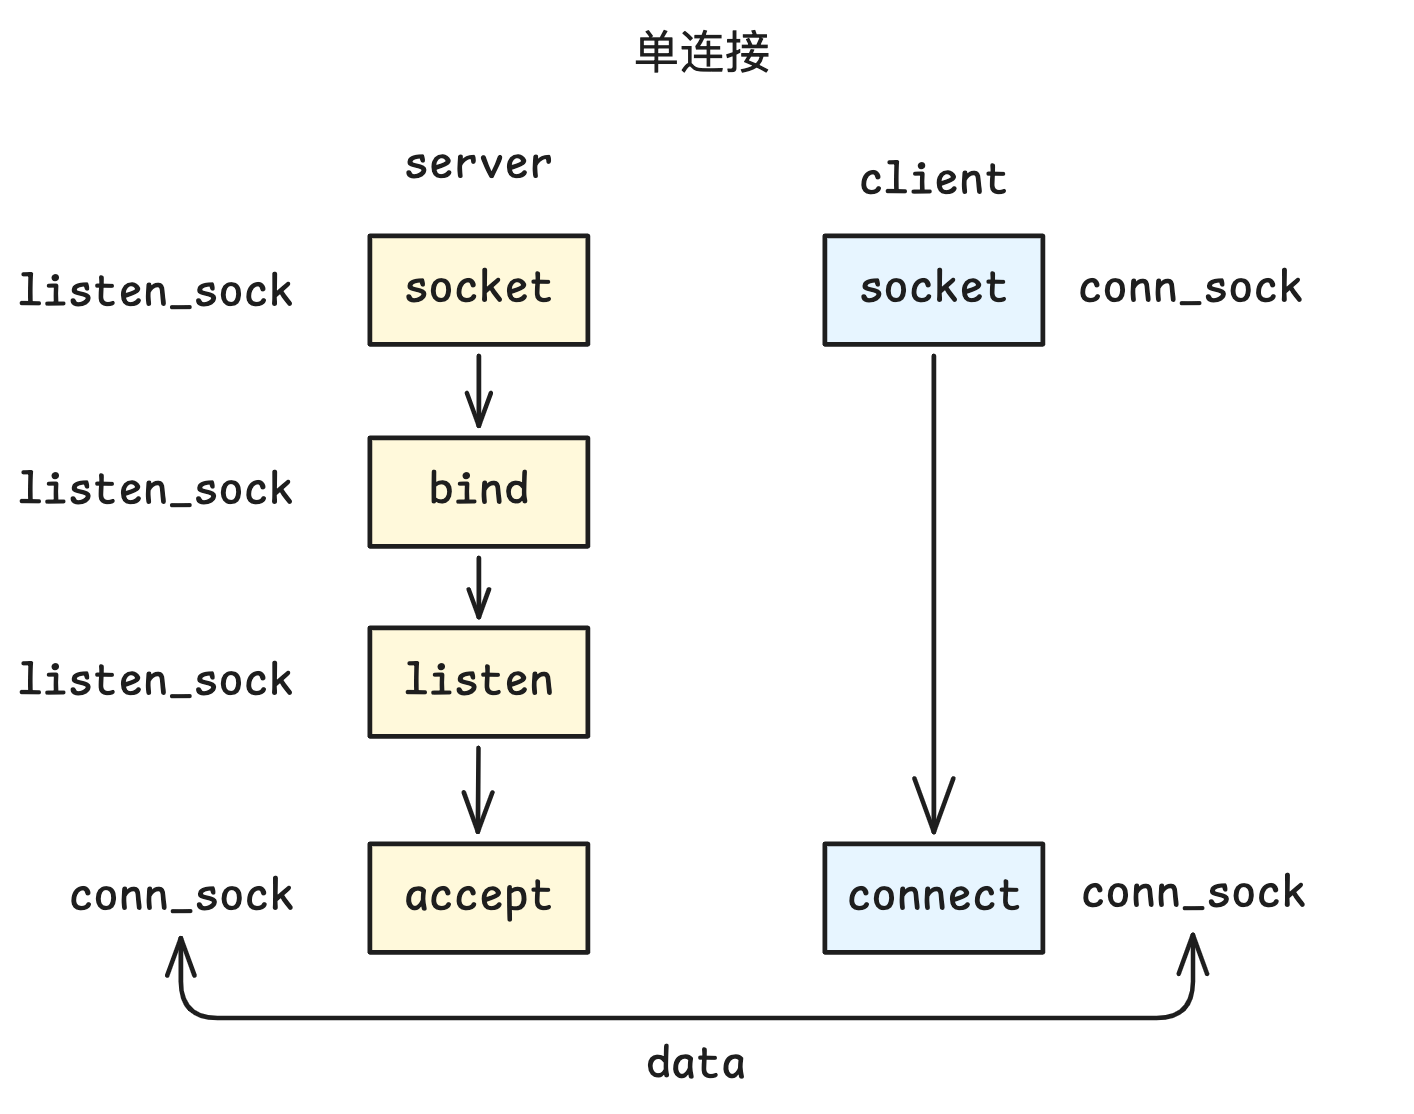 单连接
server
client
listen_sock
socket
socket
conn_sock
listen_sock
bind
listen_sock
listen
conn_sock
accept
connect
conn_sock
data